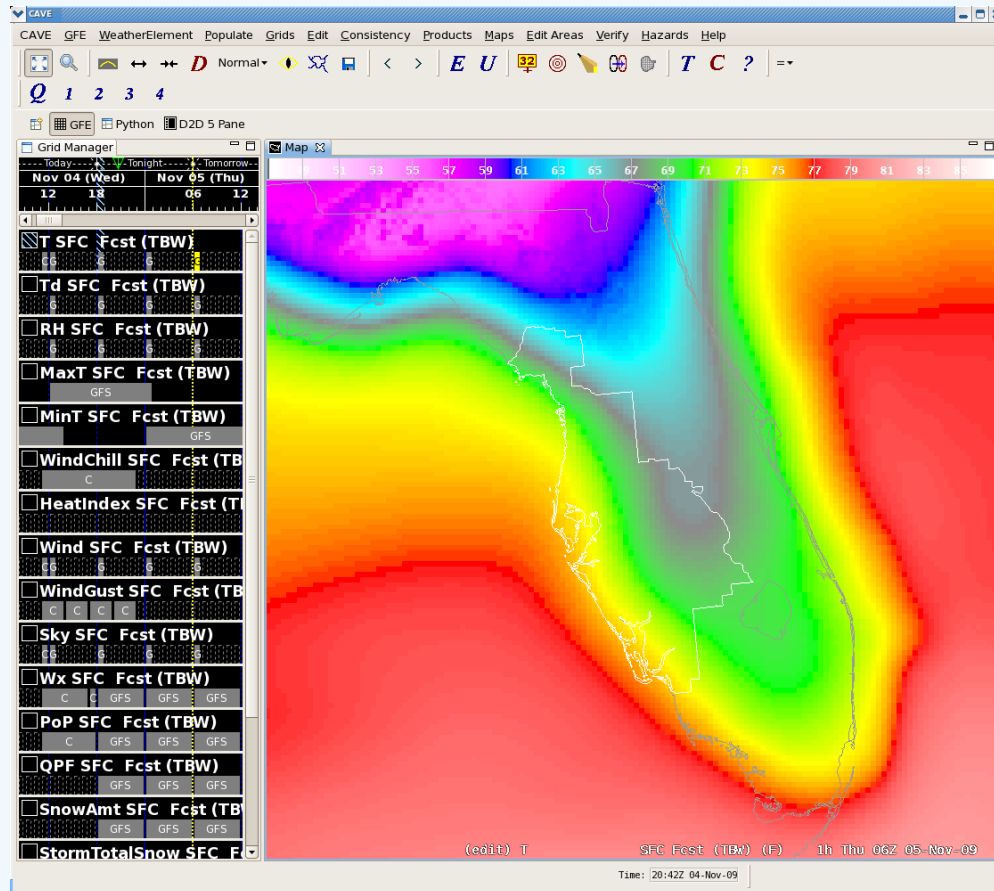 CAVE
CAVE GFE WeatherElement Populate Grids Edit Consistency Products Maps Edit Areas Verify Hazards Help
D Normal E U 32 T C ? =
Q 1 2 3 4
GFE Python D2D 5 Pane
Grid Manager
Map
Today Tonight Tomorrow
Nov 04 (Wed) Nov 05 (Thu)
12 18 06 12
51 53 55 57 59 61 63 65 67 69 71 73 75 77 79 81 83 85
T SFC Fcst (TBW)
CG G G G
Td SFC Fcst (TBW)
G G G G
RH SFC Fcst (TBW)
G G G G
MaxT SFC Fcst (TBW)
GFS
MinT SFC Fcst (TBW)
GFS
WindChill SFC Fcst (TB
C
HeatIndex SFC Fcst (T
Wind SFC Fcst (TBW)
CG G G G
WindGust SFC Fcst (TB
C C C C
Sky SFC Fcst (TBW)
CG G G G
Wx SFC Fcst (TBW)
C C GFS GFS GFS
PoP SFC Fcst (TBW)
C GFS GFS GFS
QPF SFC Fcst (TBW)
GFS GFS GFS
SnowAmt SFC Fcst (TB
GFS GFS GFS
StormTotalSnow SFC F
(edit) T SFC Fcst (TBW) (F) 1h Thu 06Z 05-Nov-09
Time: 20:42Z 04-Nov-09